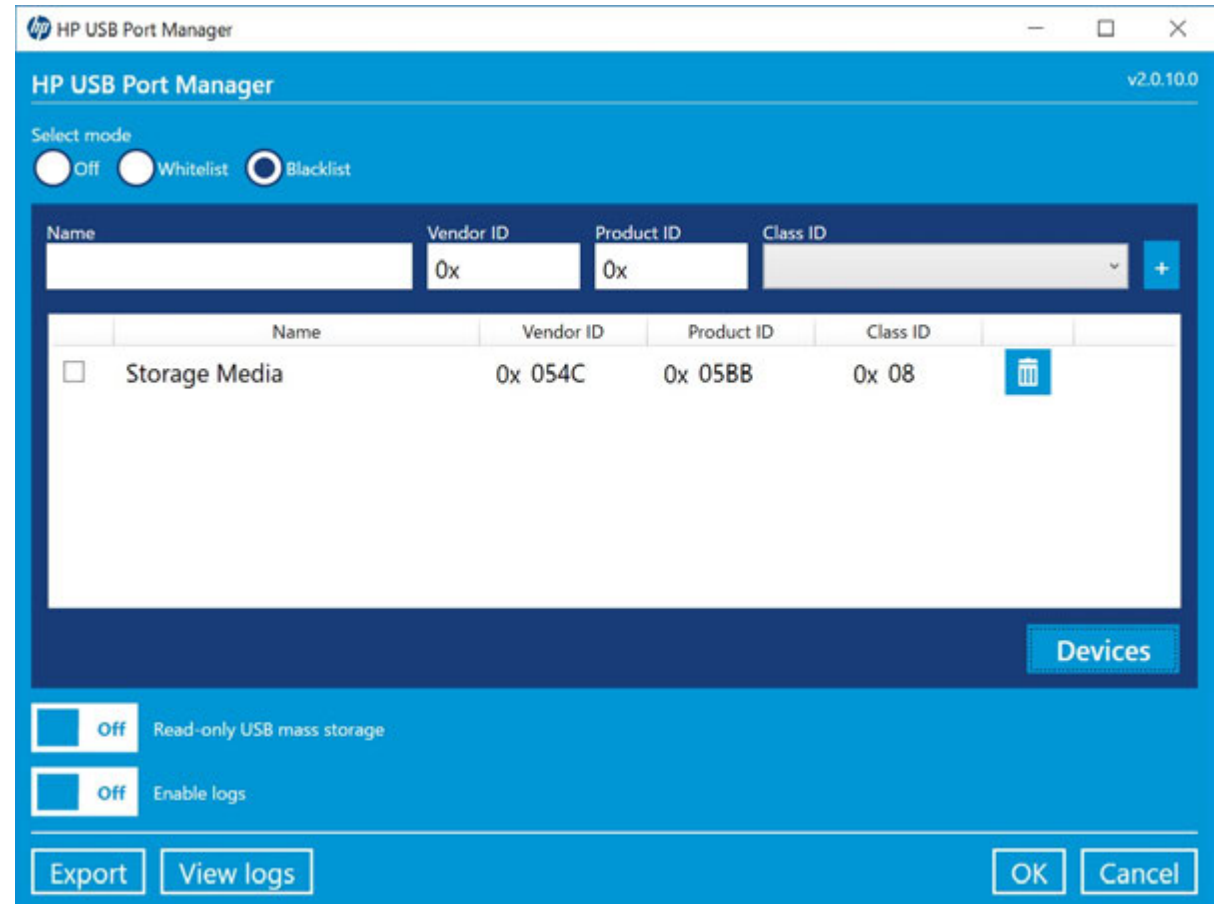 hp HP USB Port Manager
HP USB Port Manager v2.0.10.0
Select mode
Off Whitelist Blacklist
Name Vendor ID Product ID Class ID
0x 0x +
Name Vendor ID Product ID Class ID
Storage Media 0x 054C 0x 05BB 0x 08
Devices
Off Read-only USB mass storage
Off Enable logs
Export View logs OK Cancel